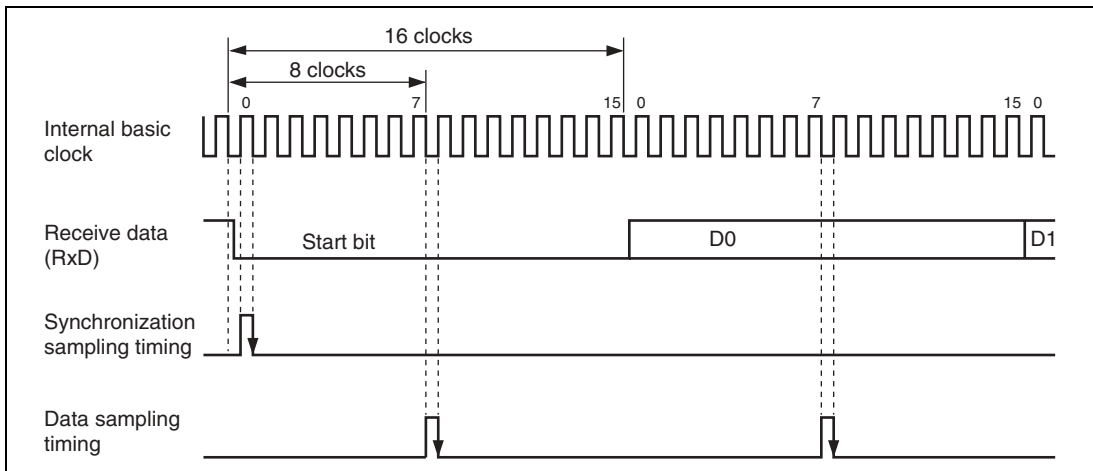 16 clocks
8 clocks
0 7 15 0 7 15 0
Internal basic
clock
Receive data
(RxD)
Start bit
D0
D1
Synchronization
sampling timing
Data sampling
timing